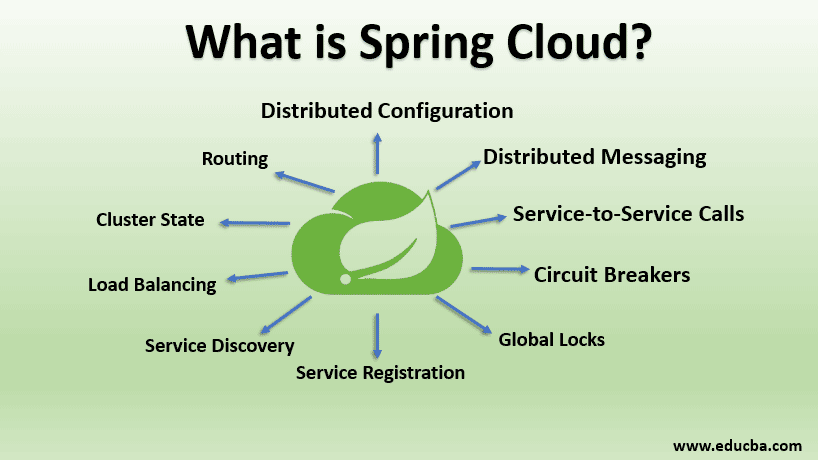 What is Spring Cloud?
Distributed Configuration
Routing
Distributed Messaging
Cluster State
Service-to-Service Calls
Load Balancing
Circuit Breakers
Service Discovery
Global Locks
Service Registration
www.educba.com